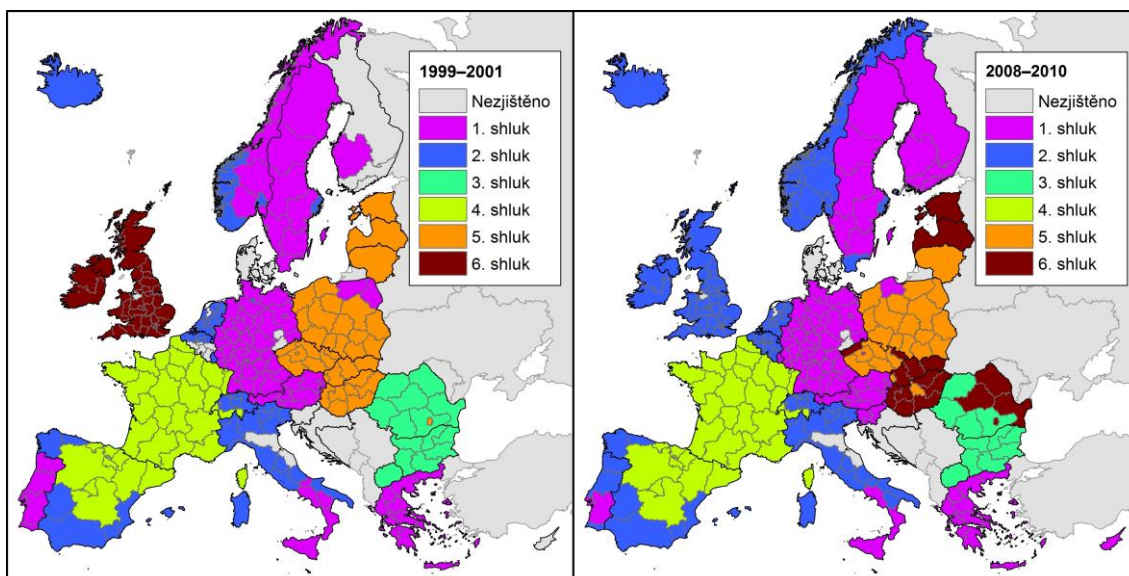 1999–2001
Nezjištěno
1. shluk
2. shluk
3. shluk
4. shluk
5. shluk
6. shluk
2008–2010
Nezjištěno
1. shluk
2. shluk
3. shluk
4. shluk
5. shluk
6. shluk